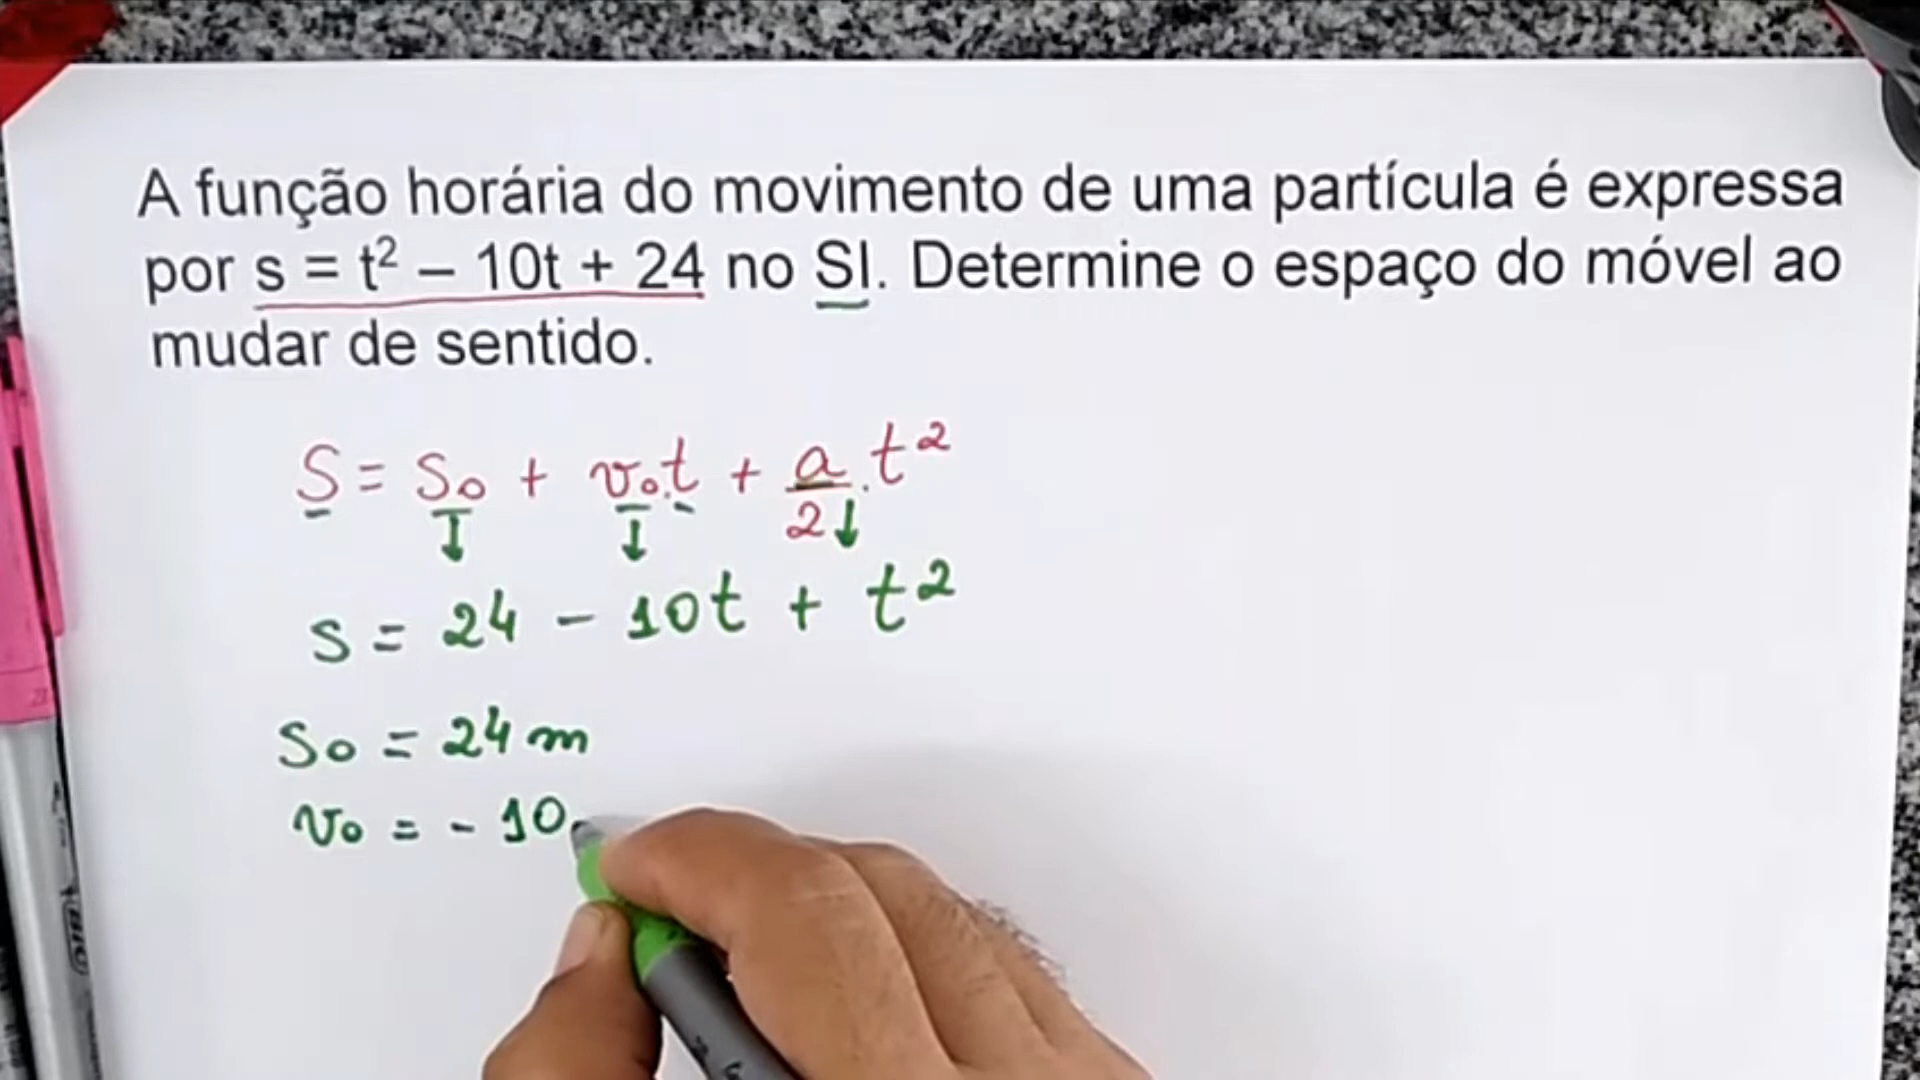 A função horária do movimento de uma partícula é expressa
por s = t² – 10t + 24 no SI. Determine o espaço do móvel ao
mudar de sentido.
S = S₀ + v₀.t + a/2 . t²
s = 24 - 10t + t²
S₀ = 24 m
v₀ = - 10